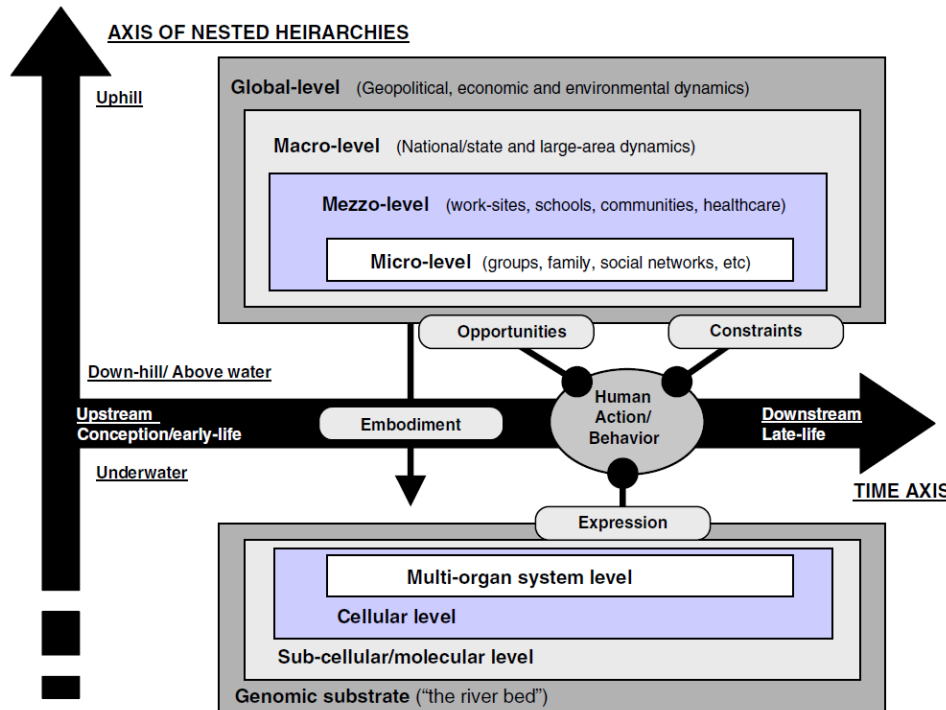 AXIS OF NESTED HEIRARCHIES
Uphill
Global-level (Geopolitical, economic and environmental dynamics)
Macro-level (National/state and large-area dynamics)
Mezzo-level (work-sites, schools, communities, healthcare)
Micro-level (groups, family, social networks, etc)
Opportunities
Constraints
Down-hill/ Above water
Upstream
Conception/early-life
Embodiment
Human
Action/
Behavior
Downstream
Late-life
Underwater
TIME AXIS
Expression
Multi-organ system level
Cellular level
Sub-cellular/molecular level
Genomic substrate (“the river bed”)